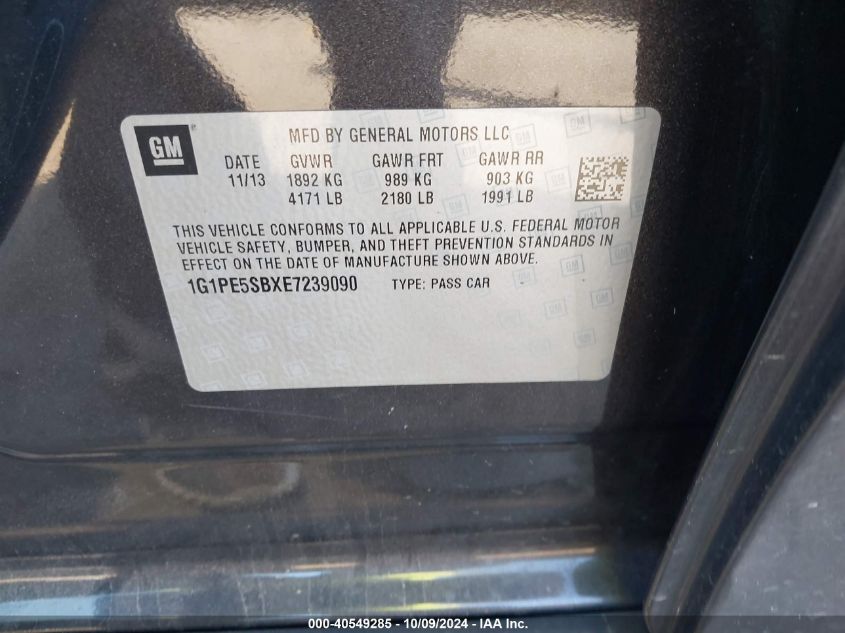 GM
MFD BY GENERAL MOTORS LLC
DATE GVWR GAWR FRT GAWR RR
11/13 1892 KG 989 KG 903 KG
4171 LB 2180 LB 1991 LB
THIS VEHICLE CONFORMS TO ALL APPLICABLE U.S. FEDERAL MOTOR
VEHICLE SAFETY, BUMPER, AND THEFT PREVENTION STANDARDS IN
EFFECT ON THE DATE OF MANUFACTURE SHOWN ABOVE.
1G1PE5SBXE7239090 TYPE: PASS CAR
000-40549285 - 10/09/2024 - IAA Inc.